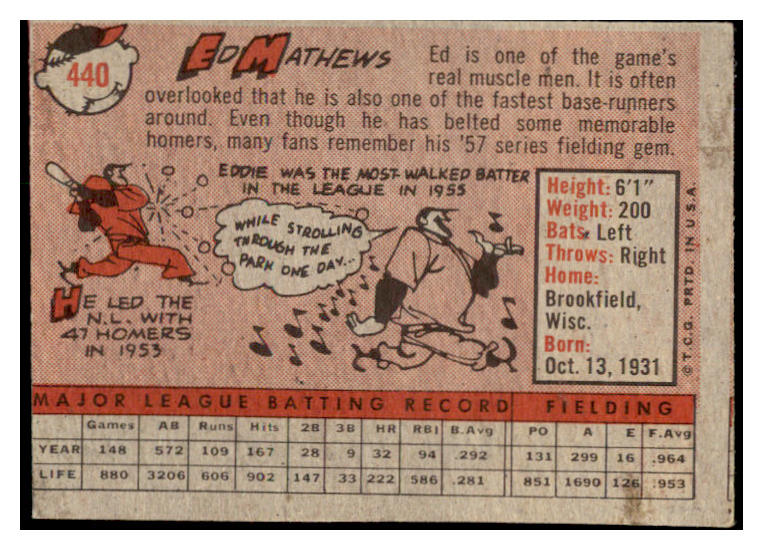 440
ED MATHEWS
Ed is one of the game's
real muscle men. It is often
overlooked that he is also one of the fastest base-runners
around. Even though he has belted some memorable
homers, many fans remember his '57 series fielding gem.
EDDIE WAS THE MOST-WALKED BATTER
IN THE LEAGUE IN 1955
WHILE STROLLING
THROUGH THE
PARK ONE DAY...
HE LED THE
N.L. WITH
47 HOMERS
IN 1953
Height: 6'1"
Weight: 200
Bats: Left
Throws: Right
Home:
Brookfield,
Wisc.
Born:
Oct. 13, 1931
© T.C.G. PRTD. IN U.S.A.
MAJOR LEAGUE BATTING RECORD FIELDING
Games AB Runs Hits 2B 3B HR RBI B.Avg PO A E F.Avg
YEAR 148 572 109 167 28 9 32 94 .292 131 299 16 .964
LIFE 880 3206 606 902 147 33 222 586 .281 851 1690 126 .953